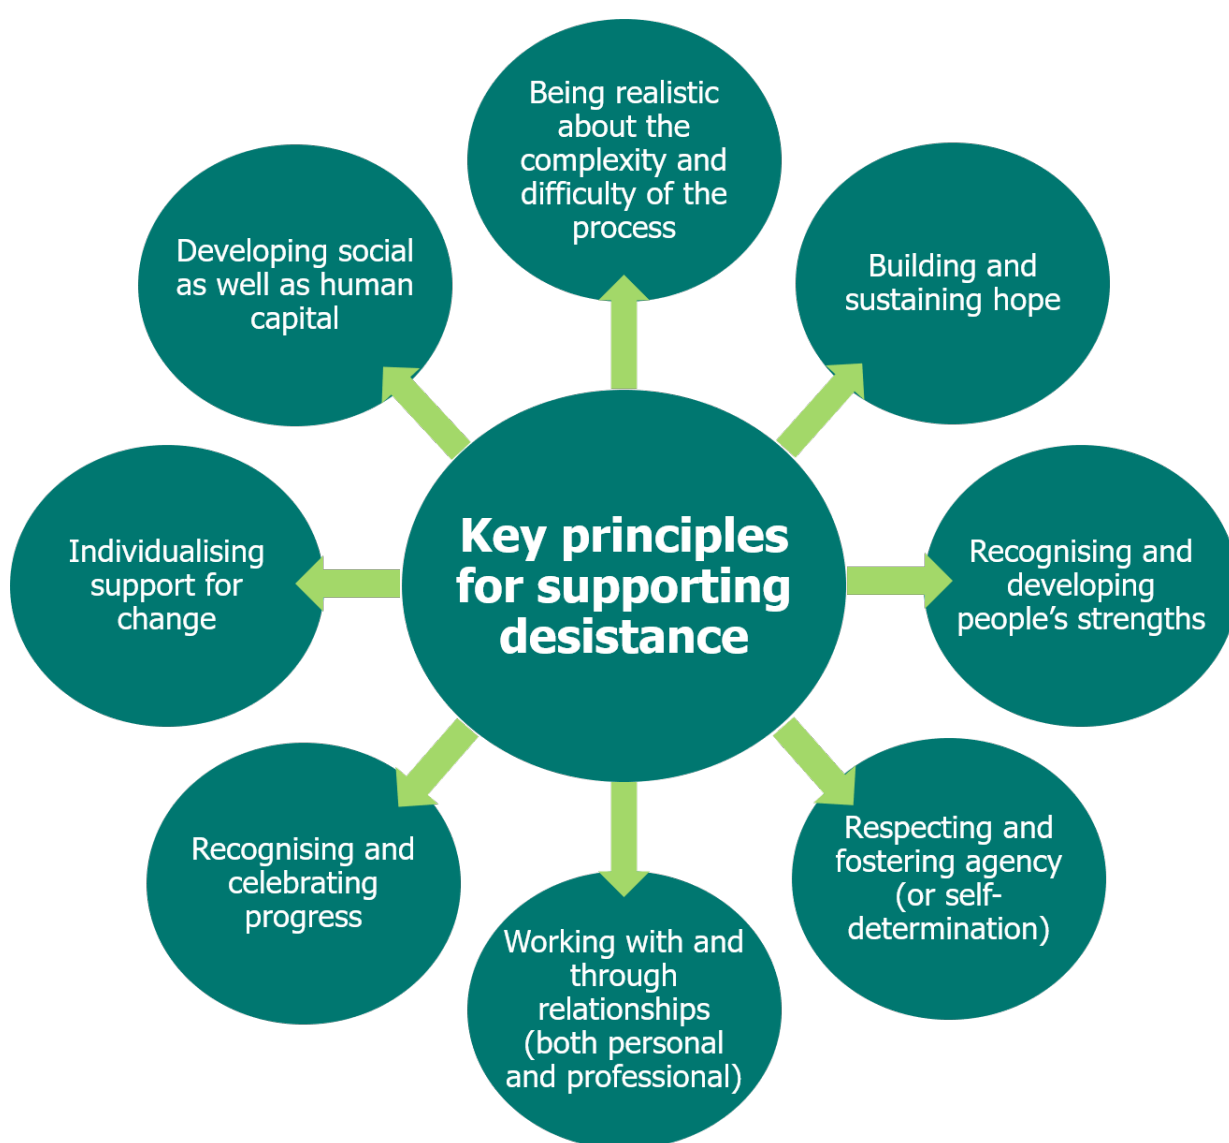 Key principles
for supporting
desistance
Being realistic
about the
complexity and
difficulty of the
process
Building and
sustaining hope
Recognising and
developing
people’s strengths
Respecting and
fostering agency
(or self-
determination)
Working with and
through
relationships
(both personal
and professional)
Recognising and
celebrating
progress
Individualising
support for
change
Developing social
as well as human
capital